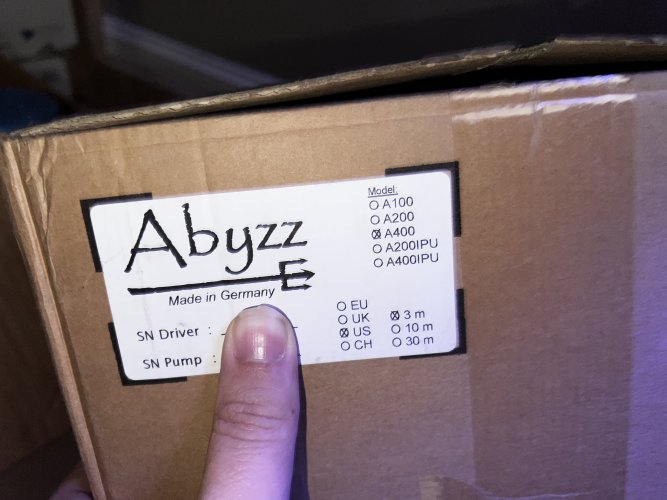 Abyzz
Made in Germany
SN Driver :
SN Pump :
Model:
A100
A200
A400
A200IPU
A400IPU
EU
UK
US
CH
3 m
10 m
30 m